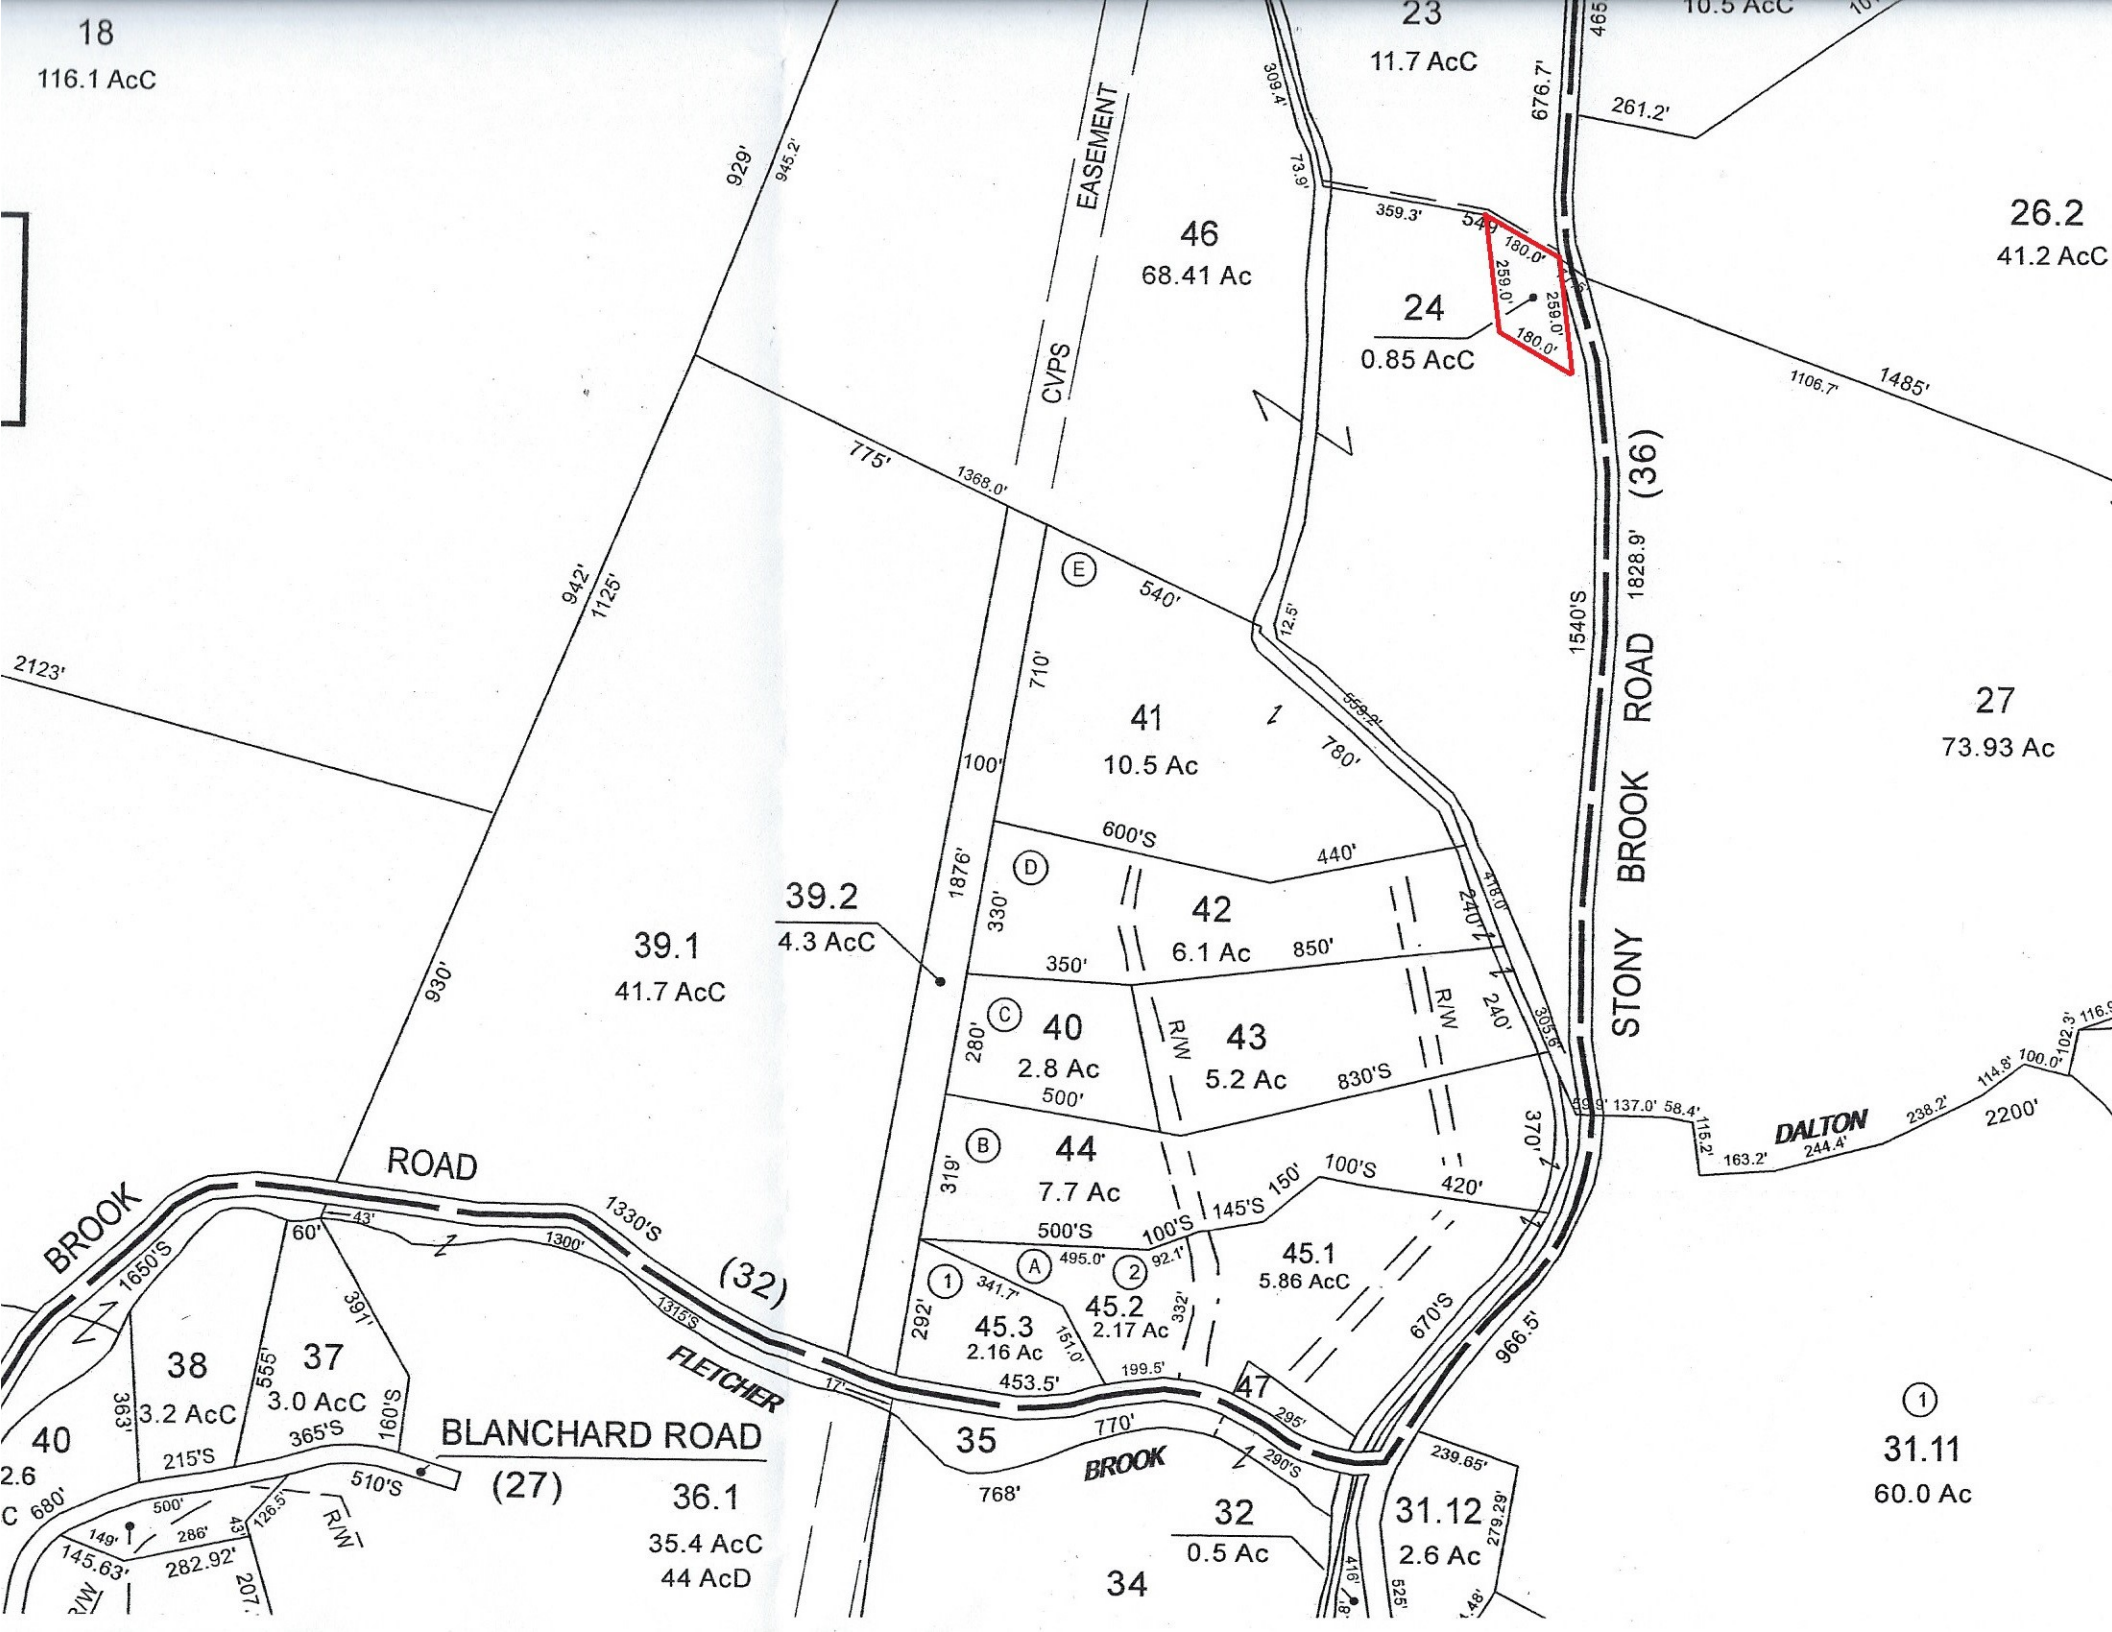 18
116.1 AcC
23
11.7 AcC
10.5 AcC
465
676.7'
261.2'
309.4'
73.9'
929'
945.2'
EASEMENT
CVPS
46
68.41 Ac
359.3'
549'
180.0'
259.0'
259.0'
180.0'
24
0.85 AcC
26.2
41.2 AcC
1106.7'
1485'
(36)
1828.9'
1540'S
STONY BROOK ROAD
775'
1368.0'
E
540'
12.5'
942'
1125'
710'
2123'
559.2'
780'
41
10.5 Ac
27
73.93 Ac
100'
600'S
440'
1876'
D
330'
42
6.1 Ac
240'
418.0'
39.2
4.3 AcC
39.1
41.7 AcC
930'
350'
850'
C
280'
40
2.8 Ac
R/W
43
5.2 Ac
R/W
240'
305.6'
500'
830'S
B
319'
44
7.7 Ac
370'
59.9'
137.0'
58.4'
115.2'
163.2'
DALTON
244.4'
238.2'
114.8'
100.0'
102.3'
116.9
2200'
150'
100'S
420'
145'S
100'S
500'S
BROOK
ROAD
1650'S
60'
43'
1300'
1330'S
(32)
1315'S
FLETCHER
17'
A
495.0'
2
92.1'
1
341.7'
292'
45.3
2.16 Ac
151.0'
45.2
2.17 Ac
332'
45.1
5.86 AcC
670'S
966.5'
453.5'
199.5'
47
295'
290'S
770'
BROOK
35
768'
391'
555'
37
3.0 AcC
38
3.2 AcC
363'
160'S
365'S
215'S
40
2.6
C
680'
BLANCHARD ROAD
(27)
510'S
500'
149'
286'
43'
126.5'
R/W
145.63'
282.92'
207.
R/W
36.1
35.4 AcC
44 AcD
34
32
0.5 Ac
416'
525'
31.12
2.6 Ac
239.65'
279.29'
1
31.11
60.0 Ac